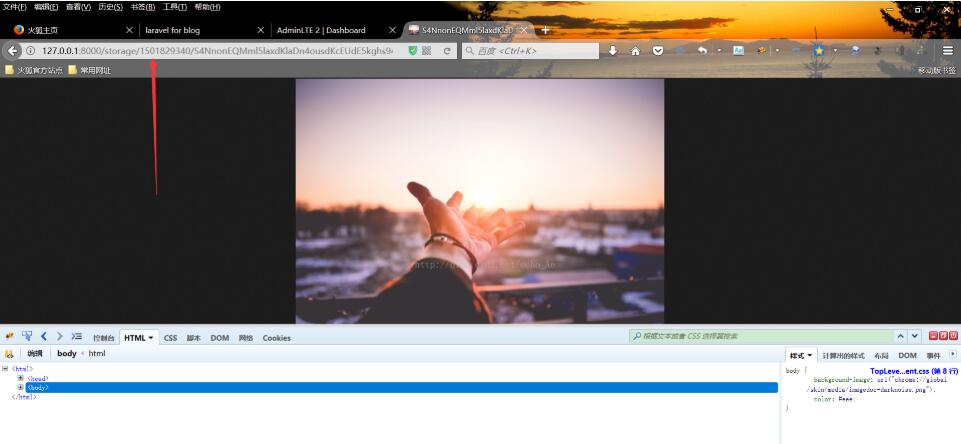 文件(F) 编辑(E) 查看(V) 历史(S) 书签(B) 工具(T) 帮助(H)
火狐主页 laravel for blog AdminLTE 2 | Dashboard S4NnonEQMml5laxdKlaD
127.0.0.1:8000/storage/1501829340/S4NnonEQMml5laxdKlaDn4ousdKcEUdE5kghs9 百度 <Ctrl+K>
火狐官方站点 常用网址 移动版书签
控制台 HTML CSS 脚本 DOM 网络 Cookies 根据文本或者 CSS 选择器搜索
编辑 body < html 样式 计算出的样式 布局 DOM 事件
<html>
<head>
<body>
</html>
body { TopLeve...ent.css (第 8 行)
background-image: url("chrome://global
/skin/media/imagedoc-darknoise.png");
color: #eee;
}